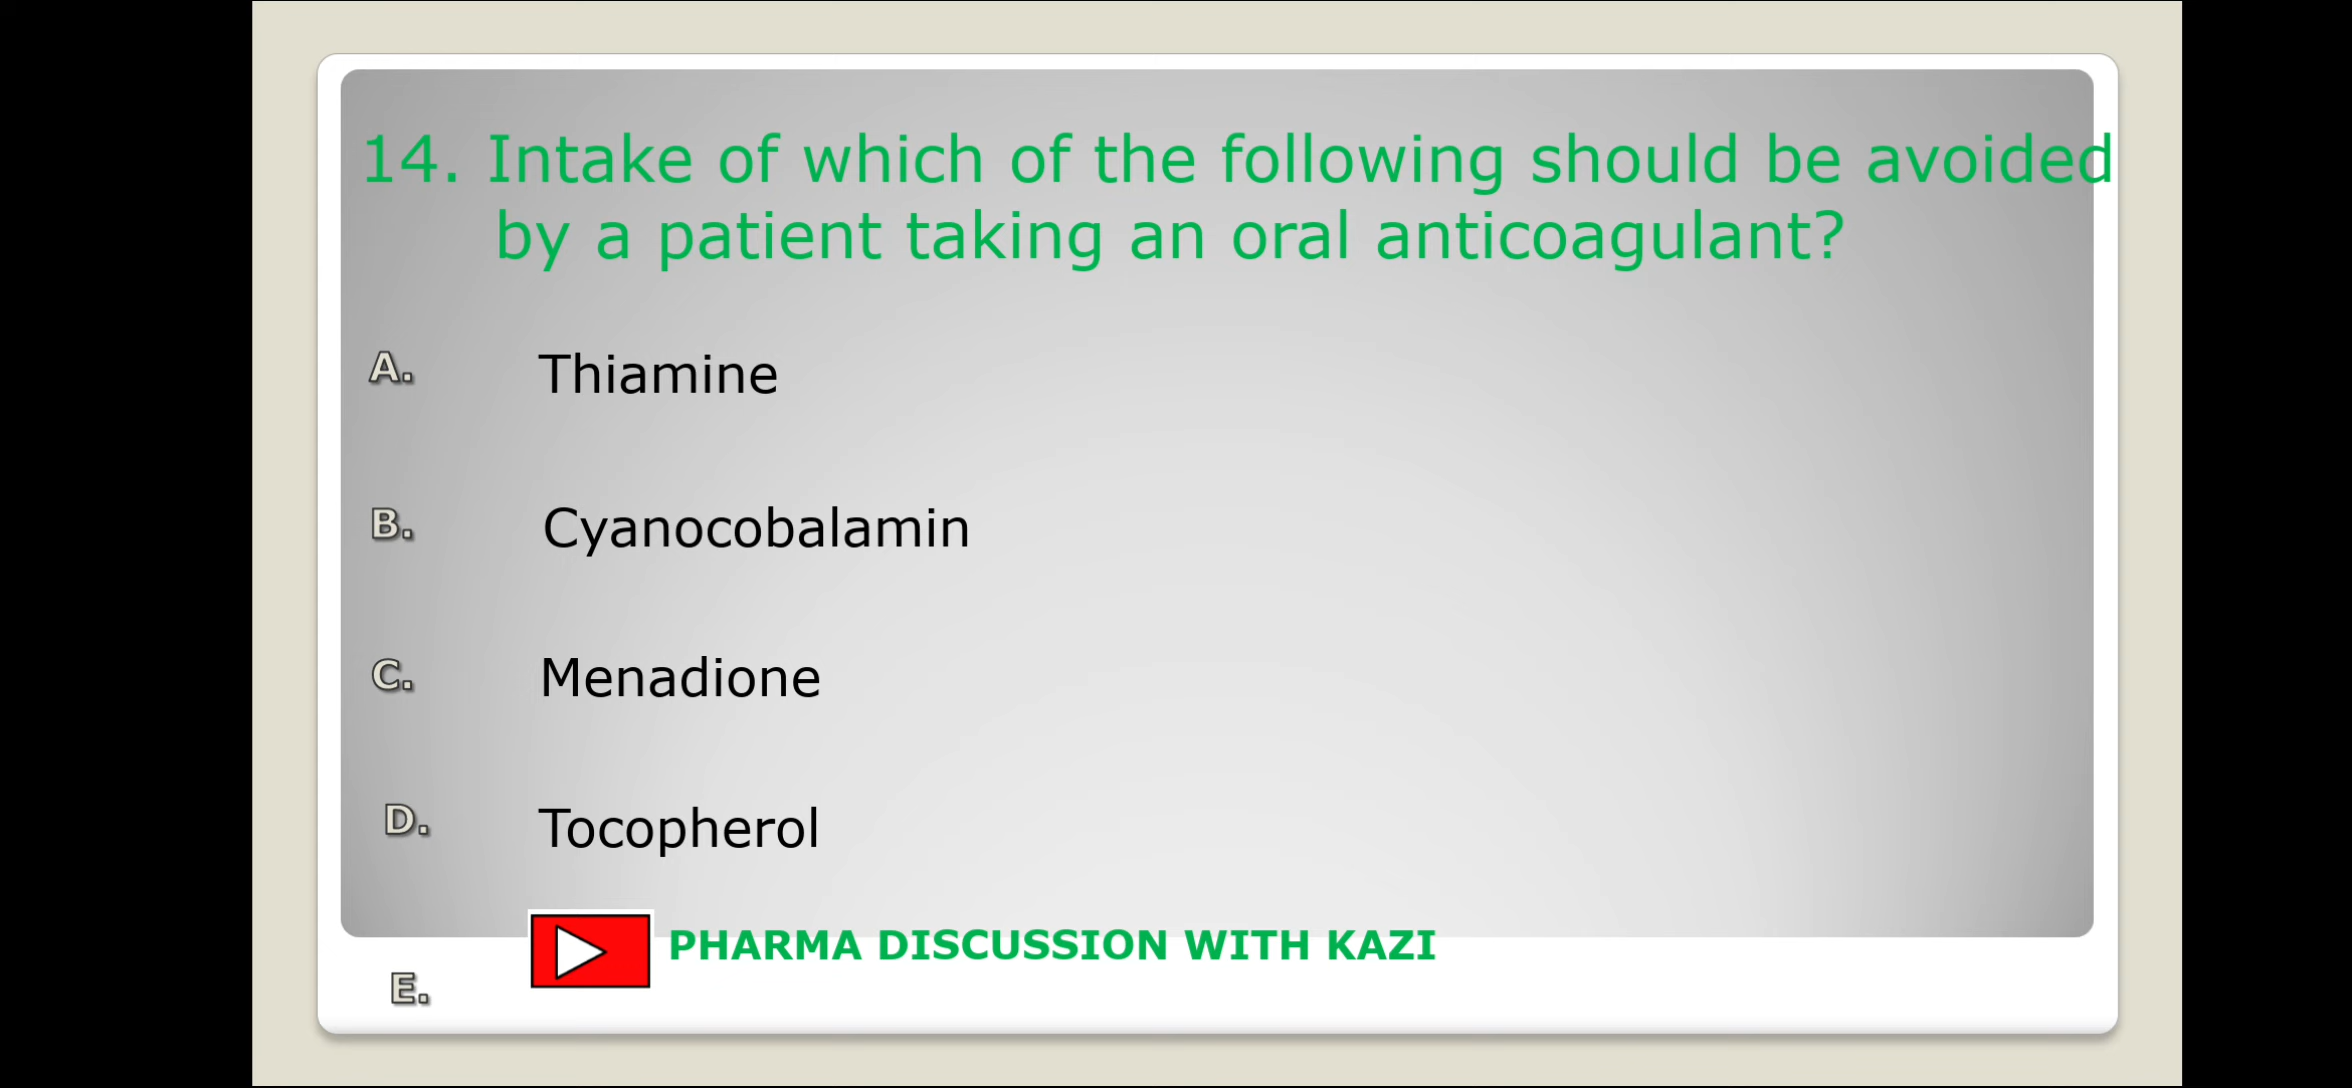 14. Intake of which of the following should be avoided
by a patient taking an oral anticoagulant?
A. Thiamine
B. Cyanocobalamin
C. Menadione
D. Tocopherol
PHARMA DISCUSSION WITH KAZI
E.